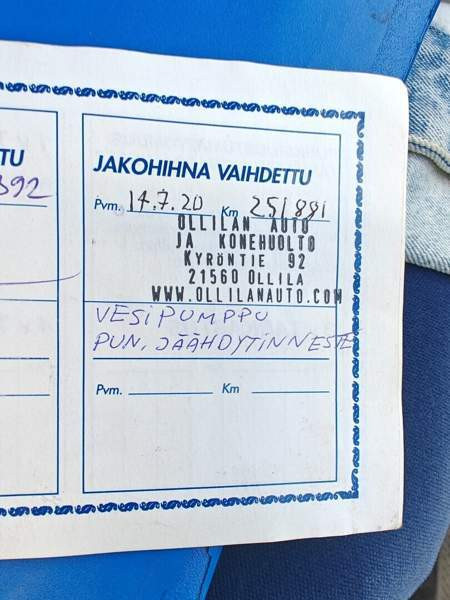 TU
392
JAKOHIHNA VAIHDETTU
Pvm. 14.7.20 Km 251881
OLLILAN AUTO
JA KONEHUOLTO
KYRÖNTIE 92
21560 OLLILA
WWW.OLLILANAUTO.COM
VESIPUMPPU
PUN. JÄÄHDYTINNESTE
Pvm. Km